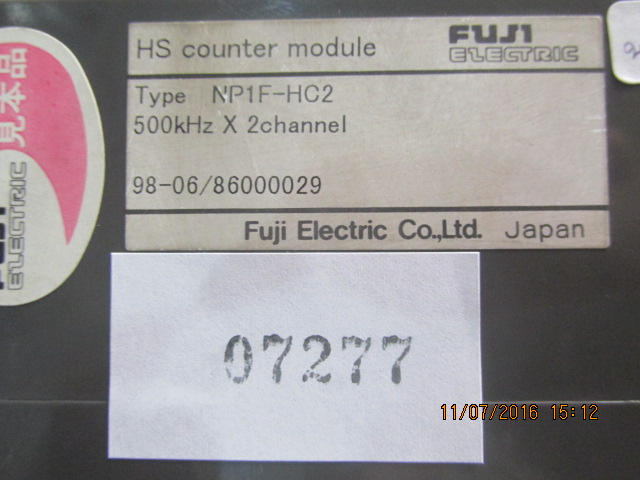 HS counter module
FUJI
ELECTRIC
Type NP1F-HC2
500kHz X 2channel
98-06/86000029
Fuji Electric Co.,Ltd. Japan
見本品
ELECTRIC
07277
11/07/2016 15:12